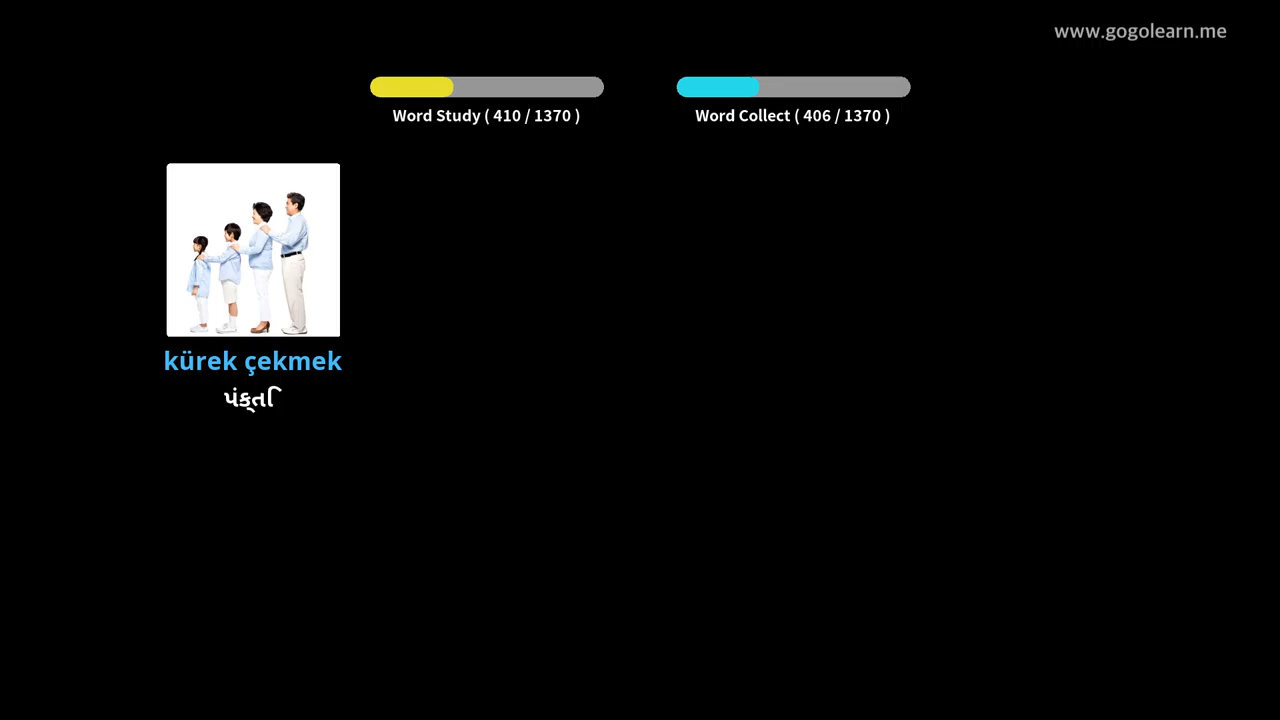 www.gogolearn.me
Word Study ( 410 / 1370 )
Word Collect ( 406 / 1370 )
kürek çekmek
પંક્તિ